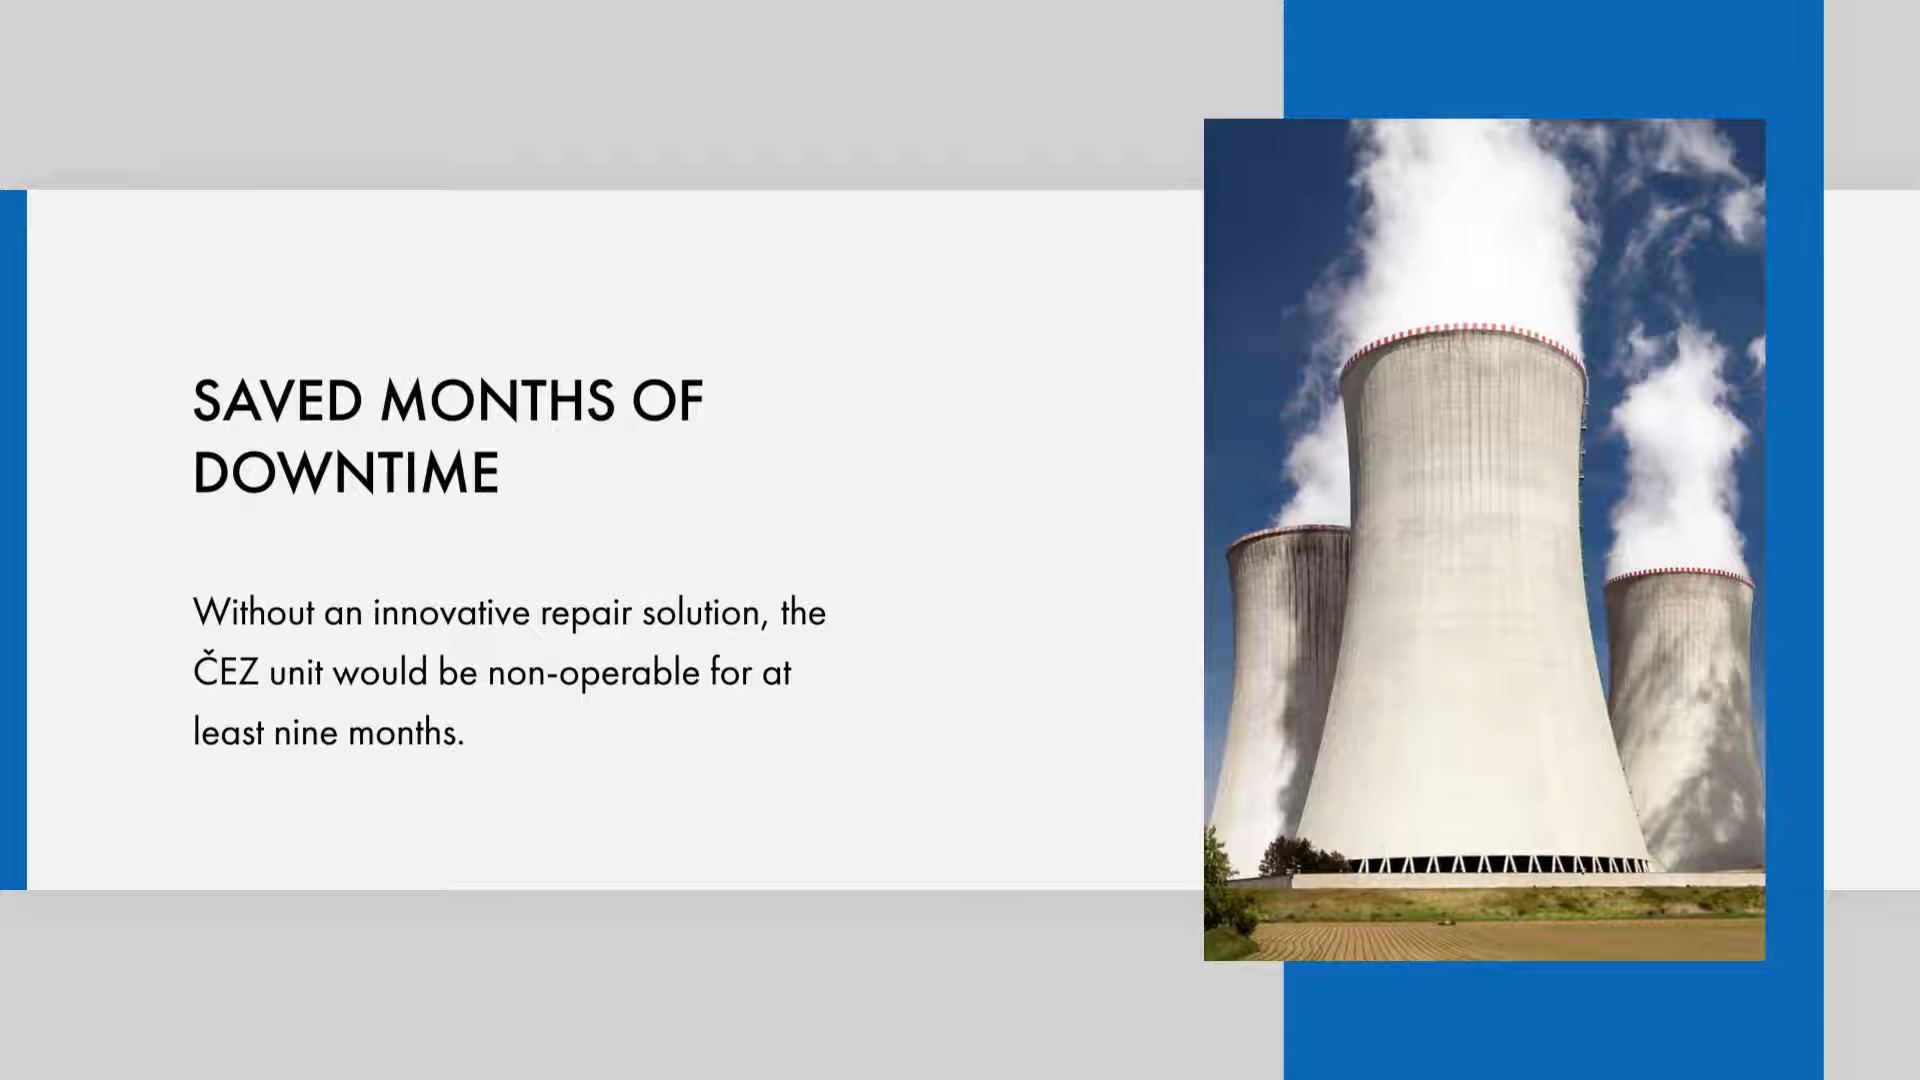 SAVED MONTHS OF
DOWNTIME
Without an innovative repair solution, the
ČEZ unit would be non-operable for at
least nine months.